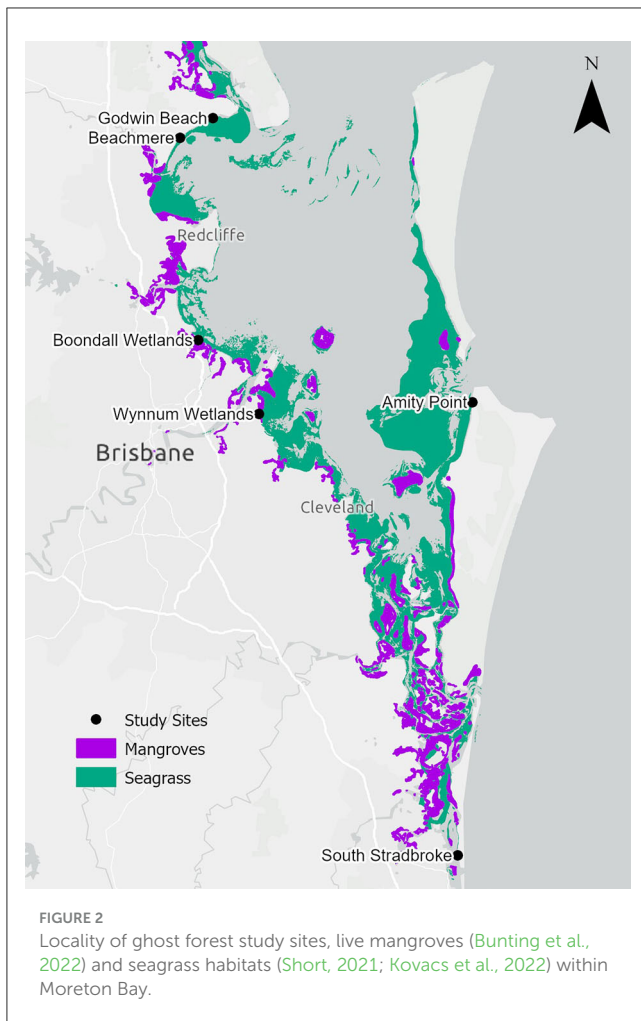 N
Godwin Beach
Beachmere
Redcliffe
Boondall Wetlands
Amity Point
Wynnum Wetlands
Brisbane
Cleveland
Study Sites
Mangroves
Seagrass
South Stradbroke
FIGURE 2
Locality of ghost forest study sites, live mangroves (Bunting et al.,
2022) and seagrass habitats (Short, 2021; Kovacs et al., 2022) within
Moreton Bay.